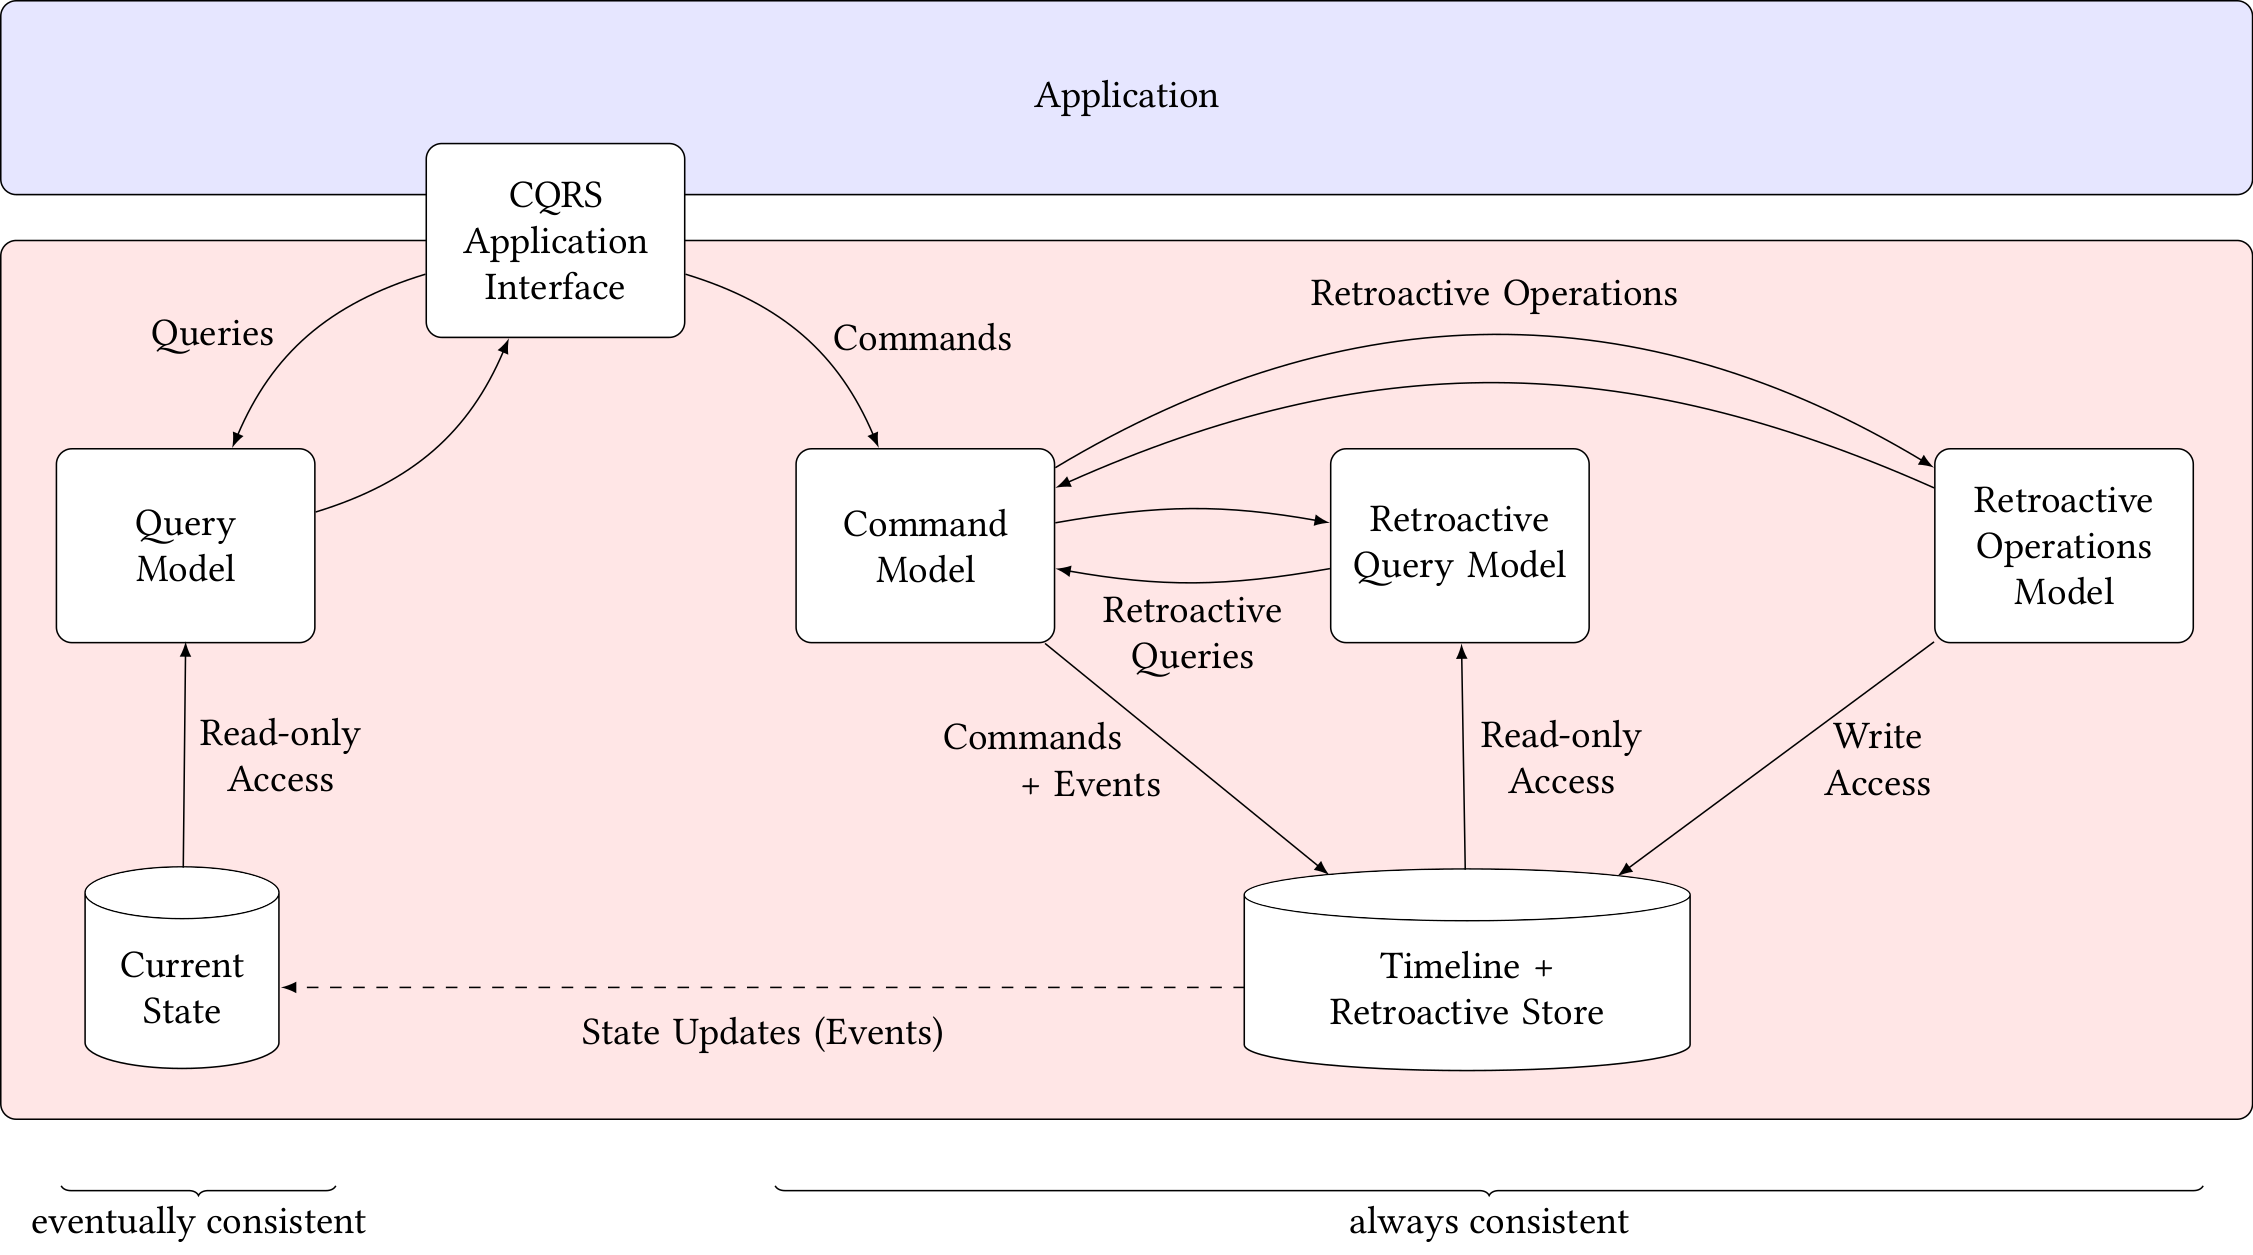 Application
CQRS
Application
Interface
Queries
Commands
Retroactive Operations
Query
Model
Command
Model
Retroactive
Query Model
Retroactive
Operations
Model
Retroactive
Queries
Read-only
Access
Commands
+ Events
Read-only
Access
Write
Access
Current
State
State Updates (Events)
Timeline +
Retroactive Store
eventually consistent
always consistent